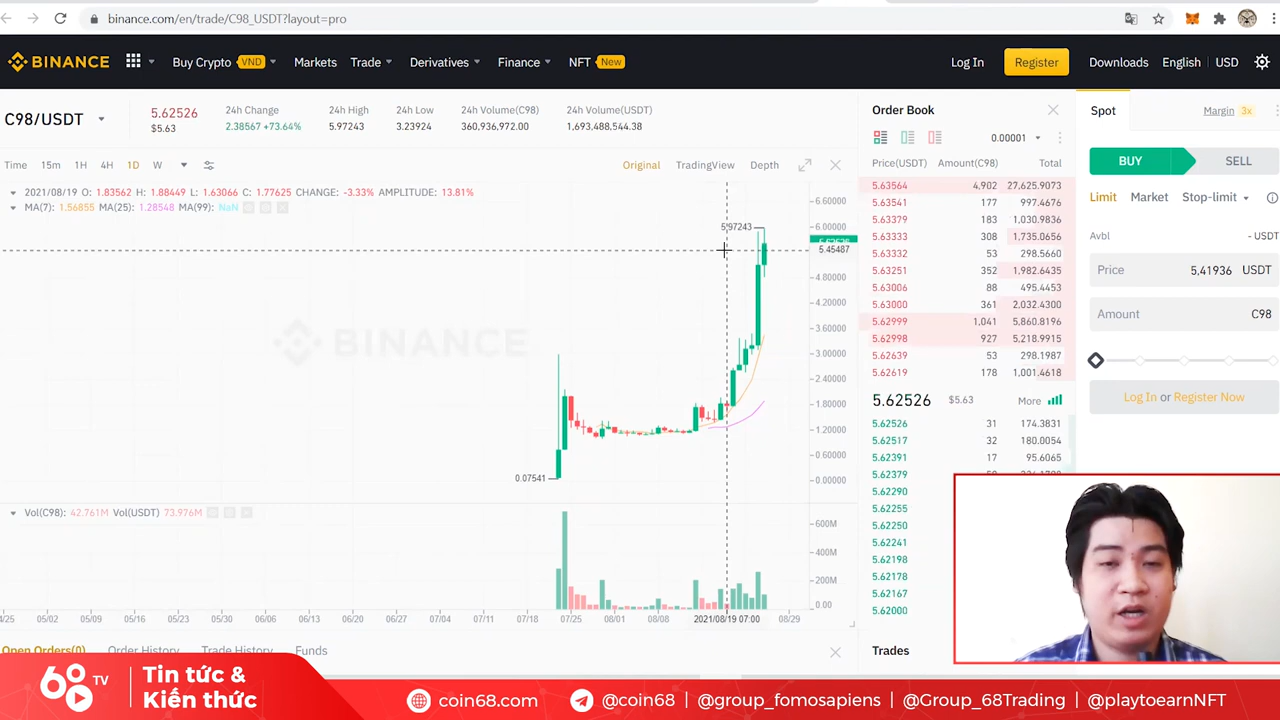 binance.com/en/trade/C98_USDT?layout=pro
BINANCE Buy Crypto VND Markets Trade Derivatives Finance NFT New Log In Register Downloads English USD
C98/USDT
5.62526
$5.63
24h Change
2.38567 +73.64%
24h High
5.97243
24h Low
3.23924
24h Volume(C98)
360,936,972.00
24h Volume(USDT)
1,693,488,544.38
Time 15m 1H 4H 1D W Original TradingView Depth
2021/08/19 O: 1.83562 H: 1.88449 L: 1.63066 C: 1.77625 CHANGE: -3.33% AMPLITUDE: 13.81%
MA(7): 1.56855 MA(25): 1.28548 MA(99): NaN
6.60000
6.00000
5.45487
4.80000
4.20000
3.60000
3.00000
2.40000
1.80000
1.20000
0.60000
0.00000
5.97243
0.07541
BINANCE
Vol(C98): 42.761M Vol(USDT) 73.976M
600M
400M
200M
0.00
4/25 05/02 05/09 05/16 05/23 05/30 06/06 06/13 06/20 06/27 07/04 07/11 07/18 07/25 08/01 08/08 2021/08/19 07:00 08/29
Open Orders(0) Order History Trade History Funds
Order Book
0.00001
Price(USDT) Amount(C98) Total
5.63564 4,902 27,625.9073
5.63541 177 997.4676
5.63379 183 1,030.9836
5.63333 308 1,735.0656
5.63332 53 298.5660
5.63251 352 1,982.6435
5.63006 88 495.4453
5.63000 361 2,032.4300
5.62999 1,041 5,860.8196
5.62998 927 5,218.9915
5.62639 53 298.1987
5.62619 178 1,001.4618
5.62526 $5.63 More
5.62526 31 174.3831
5.62517 32 180.0054
5.62391 17 95.6065
5.62379
5.62290
5.62255
5.62250
5.62241
5.62198
5.62178
5.62167
5.62000
Trades
Spot Margin 3x
BUY SELL
Limit Market Stop-limit
Avbl - USDT
Price 5.41936 USDT
Amount C98
Log In or Register Now
68 TV
Tin tức &
Kiến thức
coin68.com @coin68 | @group_fomosapiens | @Group_68Trading | @playtoearnNFT